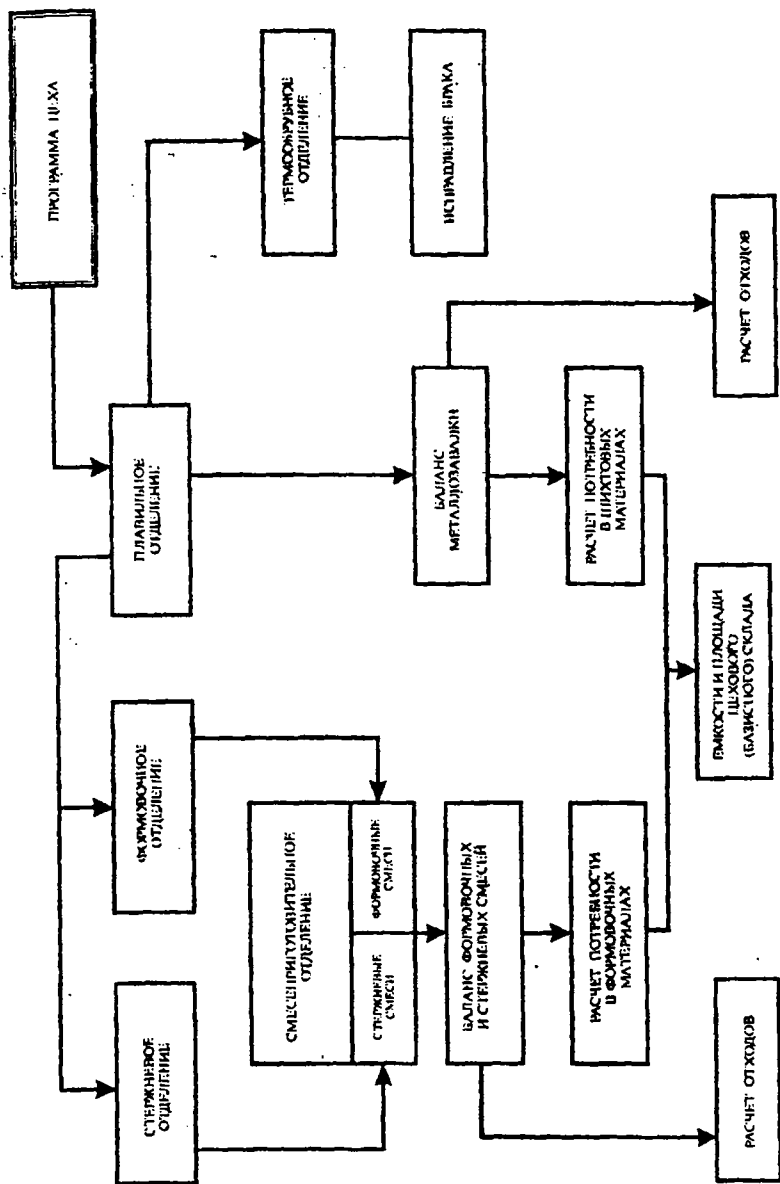 ПРОГРАММА ЦЕХА
СТЕРЖНЕВОЕ
ОТДЕЛЕНИЕ
ФОРМОВОЧНОЕ
ОТДЕЛЕНИЕ
ПЛАВИЛЬНОЕ
ОТДЕЛЕНИЕ
СМЕСЕПРИГОТОВИТЕЛЬНОЕ
ОТДЕЛЕНИЕ
СТЕРЖНЕВЫЕ
СМЕСИ
ФОРМОВОЧНЫЕ
СМЕСИ
ТЕРМООБРУБНОЕ
ОТДЕЛЕНИЕ
БАЛАНС ФОРМОВОЧНЫХ
И СТЕРЖНЕВЫХ СМЕСЕЙ
БАЛАНС
МЕТАЛЛОЗАВАЛКИ
ИСПРАВЛЕНИЕ БРАКА
РАСЧЕТ ПОТРЕБНОСТИ
В ФОРМОВОЧНЫХ
МАТЕРИАЛАХ
РАСЧЕТ ПОТРЕБНОСТИ
В ШИХТОВЫХ
МАТЕРИАЛАХ
РАСЧЕТ ОТХОДОВ
ЕМКОСТИ И ПЛОЩАДИ
ЦЕХОВОГО
(БАЗИСНОГО) СКЛАДА
РАСЧЕТ ОТХОДОВ